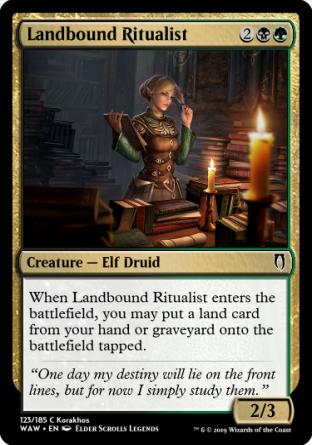 Landbound Ritualist 2
Creature — Elf Druid
When Landbound Ritualist enters the
battlefield, you may put a land card
from your hand or graveyard onto the
battlefield tapped.
“One day my destiny will lie on the front
lines, but for now I simply study them.”
2/3
123/185 C Korakhos
WAW • EN Elder Scrolls Legends
™ & © 2019 Wizards of the Coast